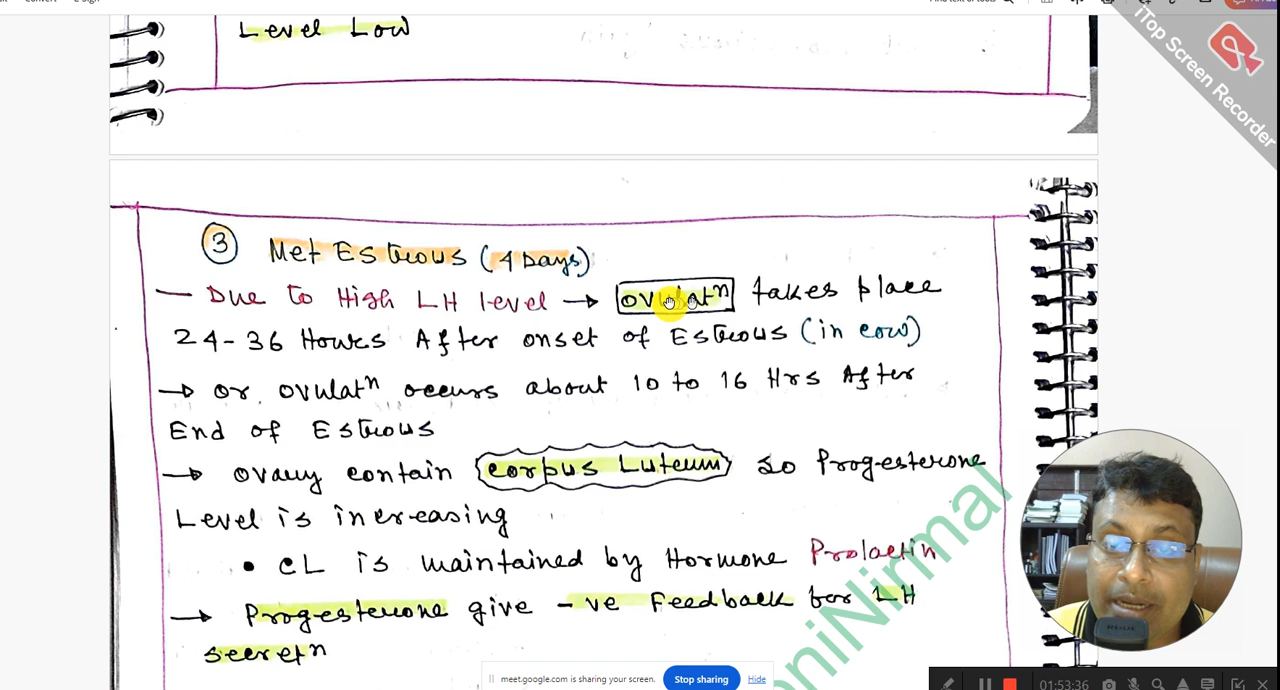 Level Low
iTop Screen Recorder
③ Met Estrous (4 Days)
— Due to High LH level → ovulatⁿ takes place
24-36 Hours After onset of Estrous (in cow)
→ or ovulatⁿ occurs about 10 to 16 Hrs After
End of Estrous
→ ovary contain corpus Luteum so Progesterone
Level is increasing
• CL is maintained by Hormone Prolactin
→ Progesterone give -ve Feedback for LH
secretⁿ
niNirmal
meet.google.com is sharing your screen.
Stop sharing
Hide
01:53:36